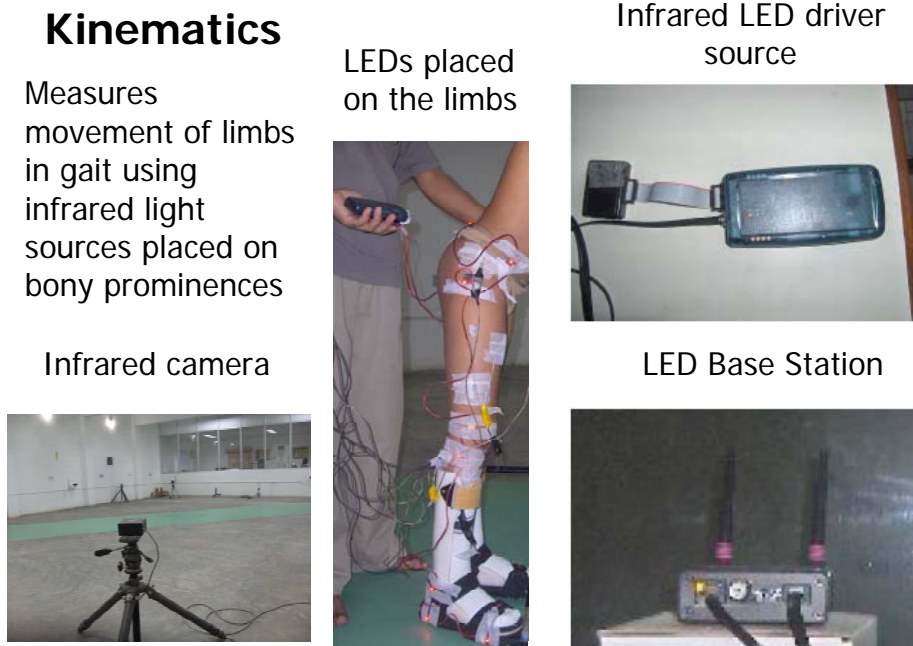 Kinematics
Measures
movement of limbs
in gait using
infrared light
sources placed on
bony prominences
LEDs placed
on the limbs
Infrared LED driver
source
Infrared camera
LED Base Station